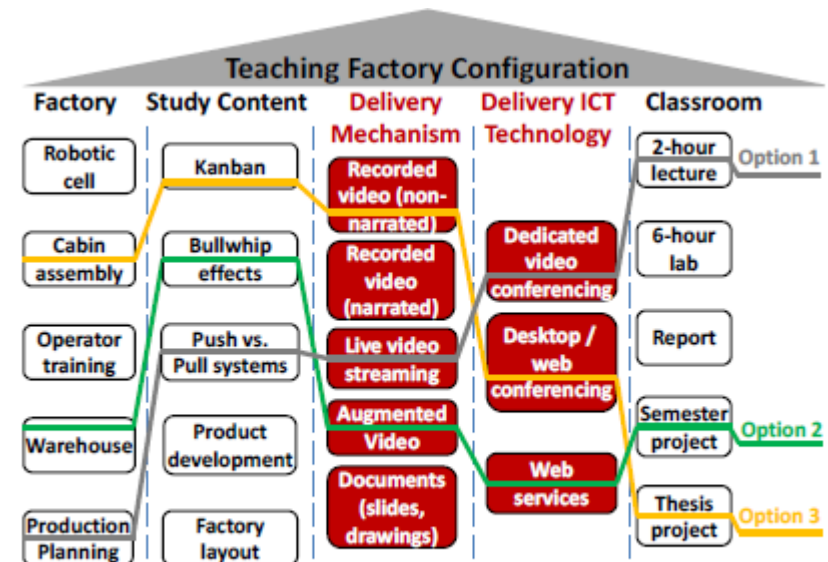 Teaching Factory Configuration
Factory
Study Content
Delivery
Mechanism
Delivery ICT
Technology
Classroom
Robotic
cell
Cabin
assembly
Operator
training
Warehouse
Production
Planning
Kanban
Bullwhip
effects
Push vs.
Pull systems
Product
development
Factory
layout
Recorded
video (non-
narrated)
Recorded
video
(narrated)
Live video
streaming
Augmented
Video
Documents
(slides,
drawings)
Dedicated
video
conferencing
Desktop /
web
conferencing
Web
services
2-hour
lecture
6-hour
lab
Report
Semester
project
Thesis
project
Option 1
Option 2
Option 3